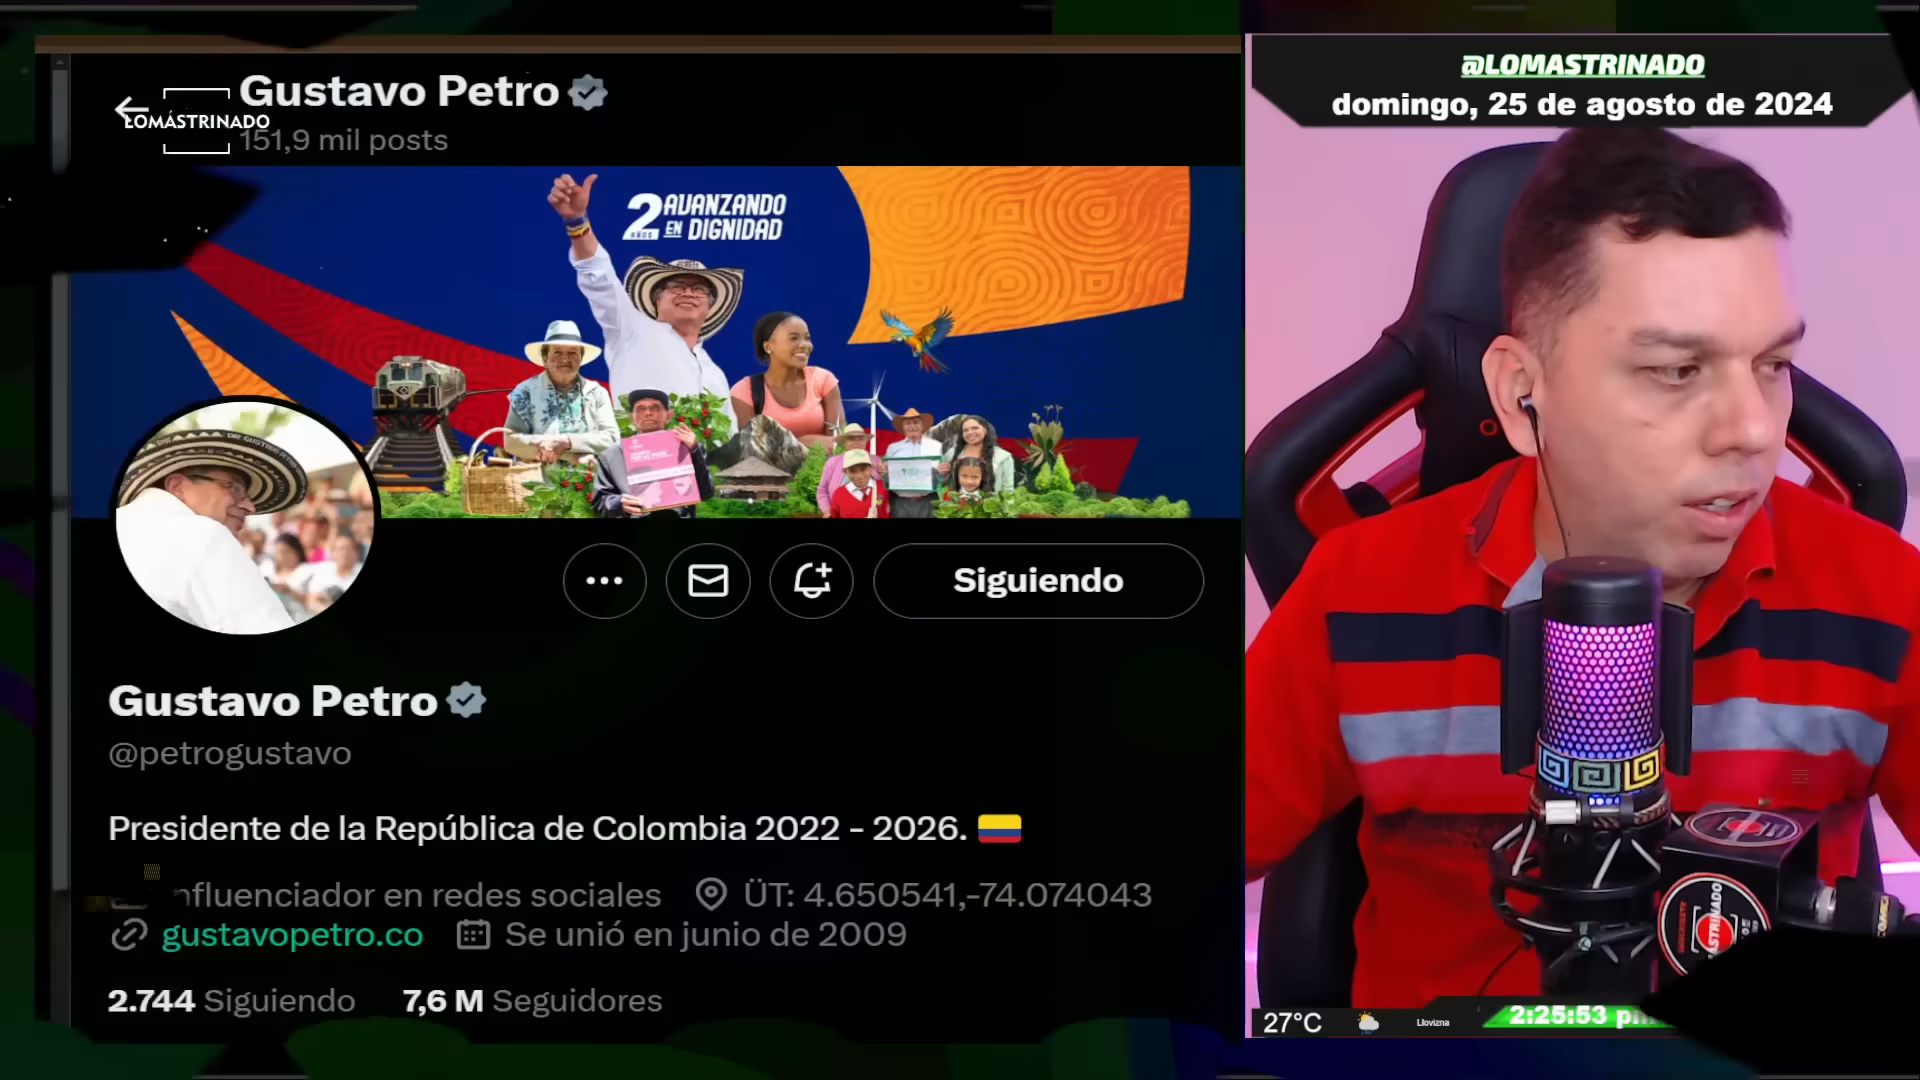 Gustavo Petro
LOMÁSTRINADO
151,9 mil posts
2 AÑOS AVANZANDO
EN DIGNIDAD
Siguiendo
Gustavo Petro
@petrogustavo
Presidente de la República de Colombia 2022 - 2026. 🇨🇴
nfluenciador en redes sociales ÜT: 4.650541,-74.074043
gustavopetro.co Se unió en junio de 2009
2.744 Siguiendo 7,6 M Seguidores
@LOMASTRINADO
domingo, 25 de agosto de 2024
27°C Llovizna 2:25:53 pm